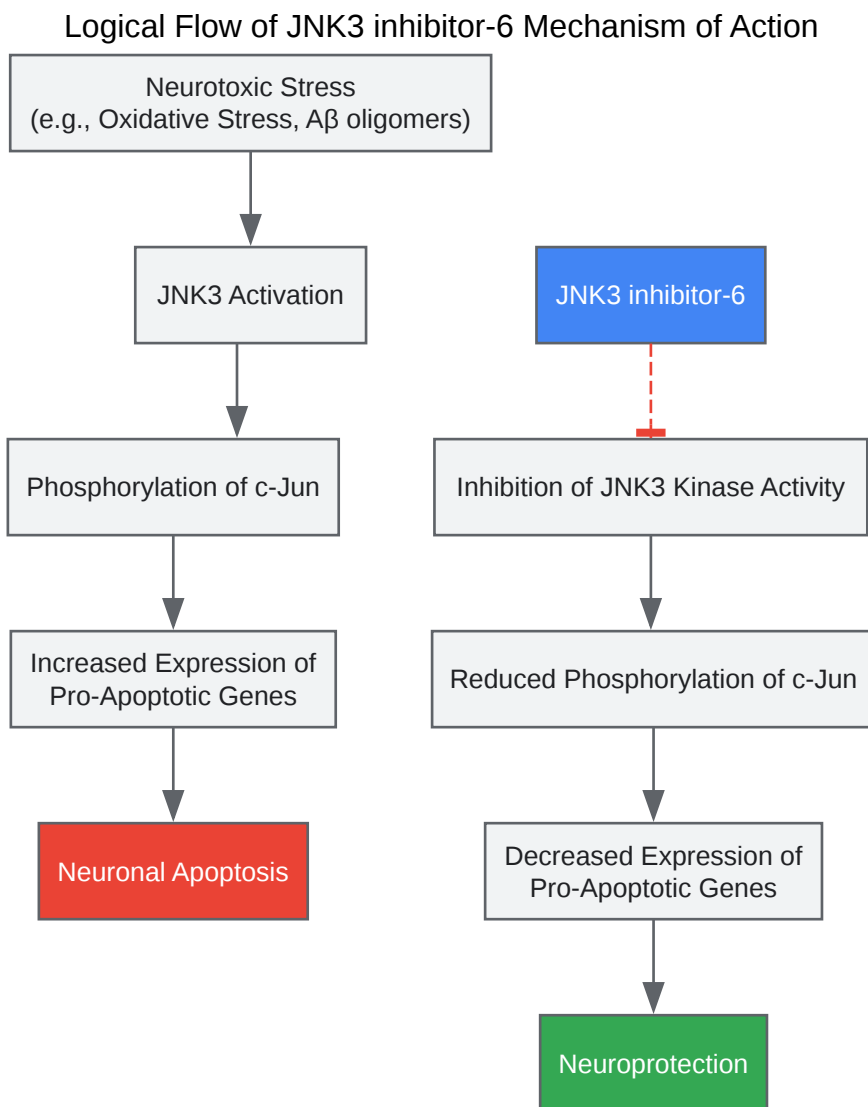 Logical Flow of JNK3 inhibitor-6 Mechanism of Action
Neurotoxic Stress
(e.g., Oxidative Stress, Aβ oligomers)
JNK3 Activation
JNK3 inhibitor-6
Phosphorylation of c-Jun
Inhibition of JNK3 Kinase Activity
Increased Expression of
Pro-Apoptotic Genes
Reduced Phosphorylation of c-Jun
Neuronal Apoptosis
Decreased Expression of
Pro-Apoptotic Genes
Neuroprotection